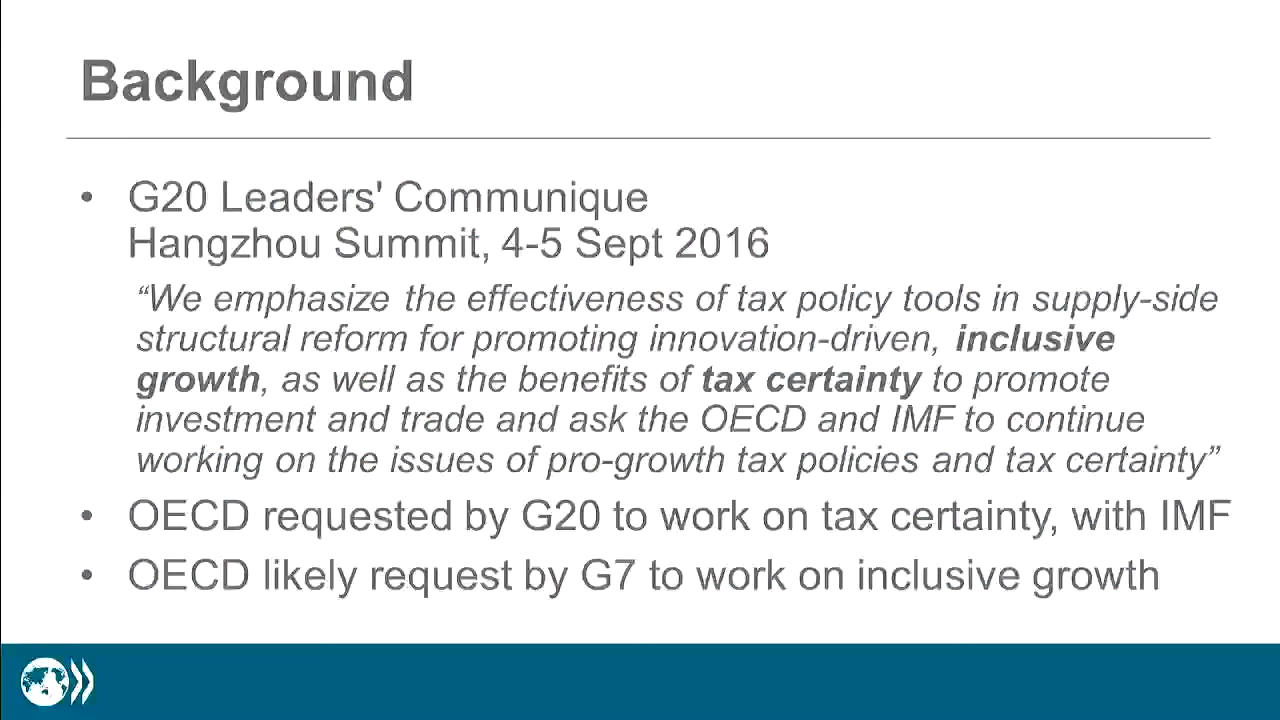 Background
• G20 Leaders' Communique
Hangzhou Summit, 4-5 Sept 2016
“We emphasize the effectiveness of tax policy tools in supply-side
structural reform for promoting innovation-driven, inclusive
growth, as well as the benefits of tax certainty to promote
investment and trade and ask the OECD and IMF to continue
working on the issues of pro-growth tax policies and tax certainty”
• OECD requested by G20 to work on tax certainty, with IMF
• OECD likely request by G7 to work on inclusive growth